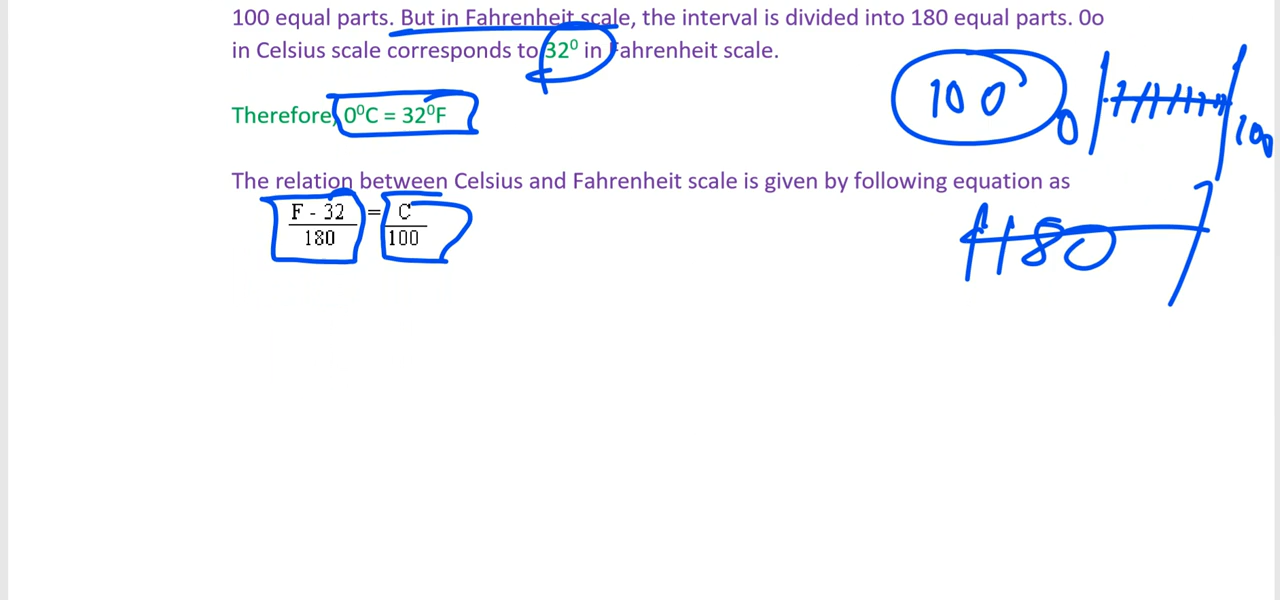 100 equal parts. But in Fahrenheit scale, the interval is divided into 180 equal parts. 0o
in Celsius scale corresponds to 32⁰ in Fahrenheit scale.
100
0
100
Therefore, 0⁰C = 32⁰F
The relation between Celsius and Fahrenheit scale is given by following equation as
F - 32 = C
180 100
180